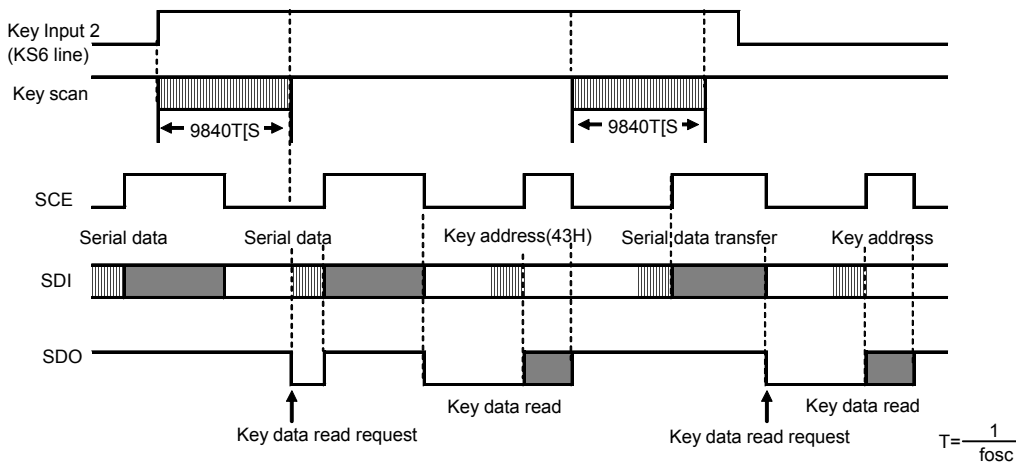 Key Input 2
(KS6 line)
Key scan
9840T[S
9840T[S
SCE
Serial data
Serial data
Key address(43H)
Serial data transfer
Key address
SDI
SDO
Key data read
Key data read
Key data read request
Key data read request
T=1/fosc